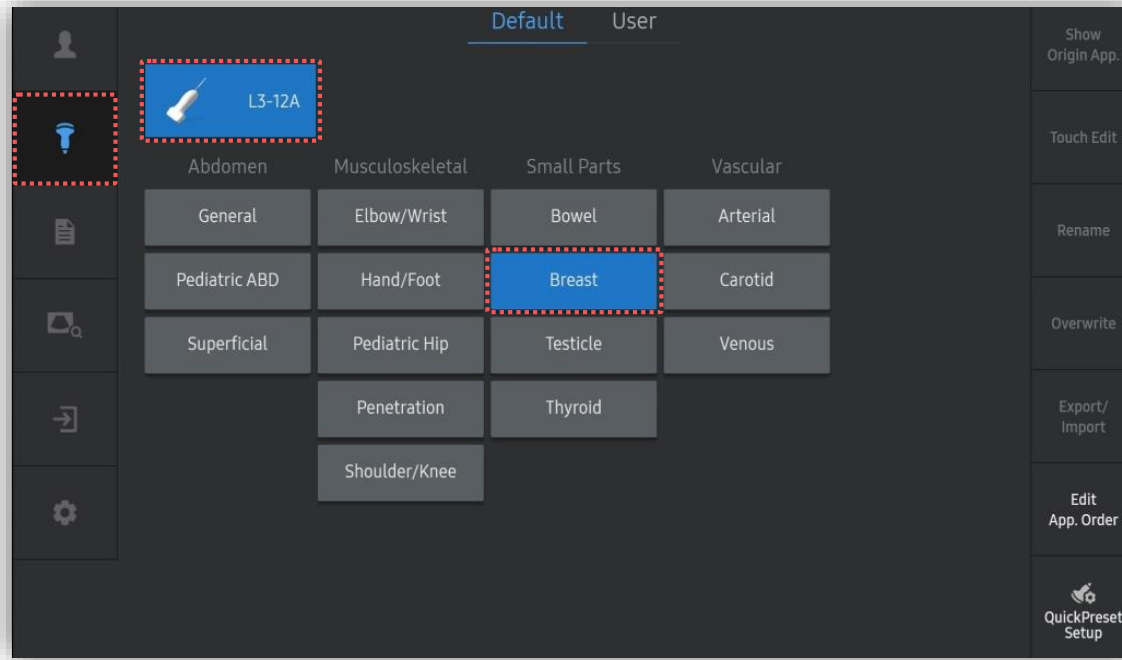 Default User
Show
Origin App.
L3-12A
Touch Edit
Abdomen Musculoskeletal Small Parts Vascular
General Elbow/Wrist Bowel Arterial
Rename
Pediatric ABD Hand/Foot Breast Carotid
Superficial Pediatric Hip Testicle Venous
Overwrite
Penetration Thyroid
Export/
Import
Shoulder/Knee
Edit
App. Order
QuickPreset
Setup